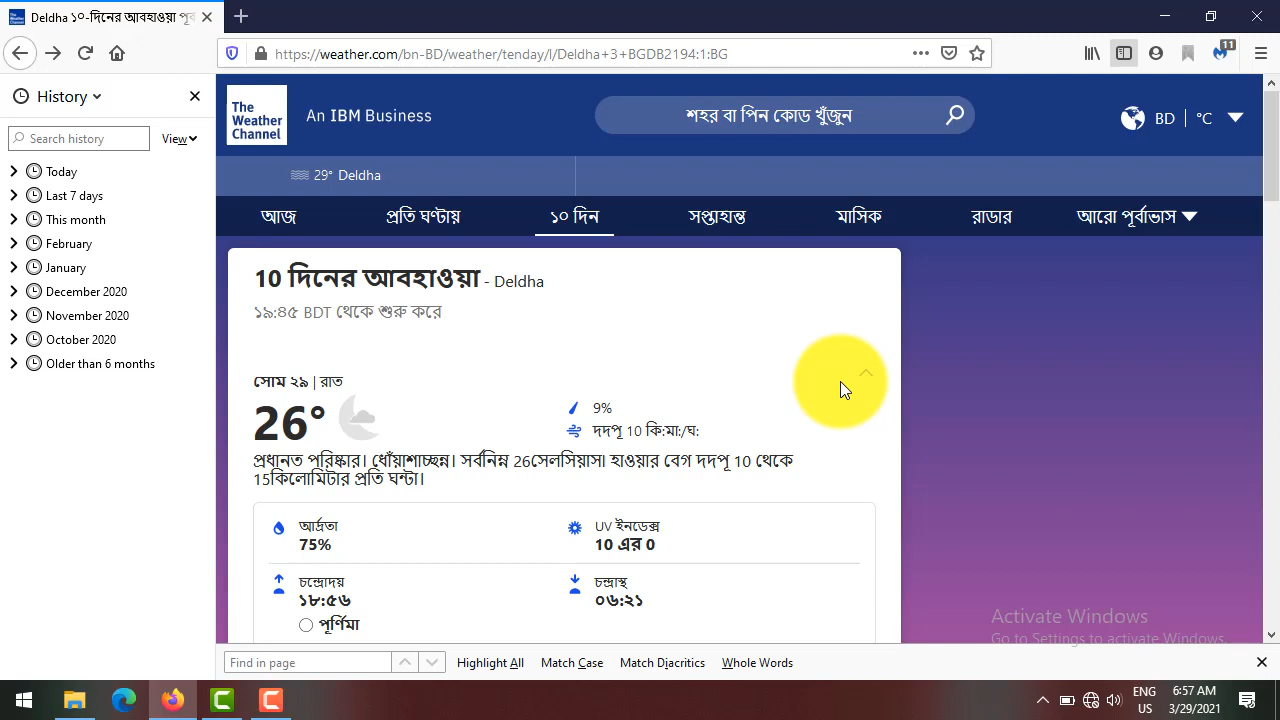 Deldha ১০-দিনের আবহাওয়া পূর্ব
https://weather.com/bn-BD/weather/tenday/l/Deldha+3+BGDB2194:1:BG
11
History
Search history
View
Today
Last 7 days
This month
February
January
December 2020
November 2020
October 2020
Older than 6 months
The
Weather
Channel
An IBM Business
শহর বা পিন কোড খুঁজুন
BD | °C
29° Deldha
আজ
প্রতি ঘণ্টায়
১০ দিন
সপ্তাহান্ত
মাসিক
রাডার
আরো পূর্বাভাস
10 দিনের আবহাওয়া - Deldha
১৯:৪৫ BDT থেকে শুরু করে
সোম ২৯ | রাত
26°
9%
দদপূ 10 কি:মা:/ঘ:
প্রধানত পরিষ্কার। ধোঁয়াশাচ্ছন্ন। সর্বনিম্ন 26সেলসিয়াস৷ হাওয়ার বেগ দদপূ 10 থেকে
15কিলোমিটার প্রতি ঘন্টা।
আর্দ্রতা
75%
UV ইনডেক্স
10 এর 0
চন্দ্রোদয়
১৮:৫৬
পূর্ণিমা
চন্দ্রাস্থ
০৬:২১
Activate Windows
Go to Settings to activate Windows.
Find in page
Highlight All
Match Case
Match Diacritics
Whole Words
ENG
US
6:57 AM
3/29/2021